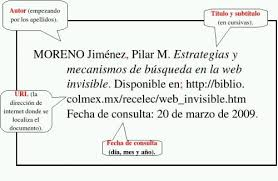 Autor (empezando
por los apellidos).
Título y subtítulo
(en cursivas).
MORENO Jiménez, Pilar M. Estrategias y
mecanismos de búsqueda en la web
invisible. Disponible en; http://biblio.
colmex.mx/recelec/web_invisible.htm
Fecha de consulta: 20 de marzo de 2009.
URL (la
dirección de
internet donde se
localiza el
documento).
Fecha de consulta
(día, mes y año).